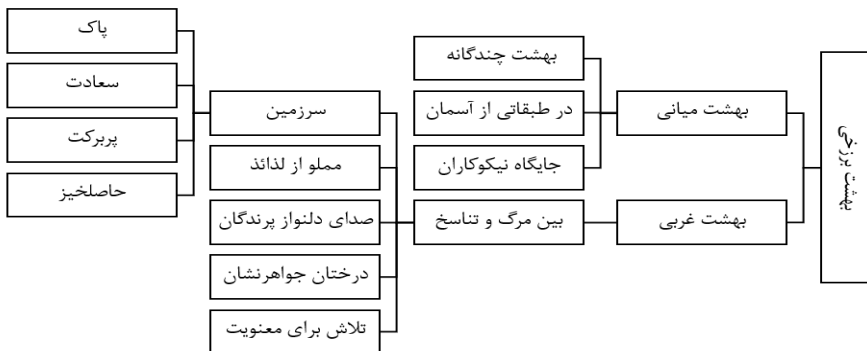 بهشت برزخی
بهشت میانی
بهشت چندگانه
در طبقاتی از آسمان
جایگاه نیکوکاران
بهشت غربی
بین مرگ و تناسخ
سرزمین
پاک
سعادت
پربرکت
حاصلخیز
مملو از لذائذ
صدای دلنواز پرندگان
درختان جواهرنشان
تلاش برای معنویت